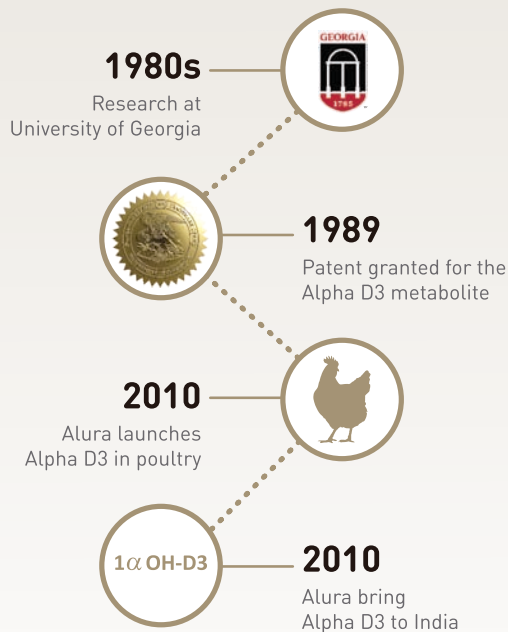 GEORGIA
1785
1980s
Research at
University of Georgia
1989
Patent granted for the
Alpha D3 metabolite
2010
Alura launches
Alpha D3 in poultry
1α OH-D3
2010
Alura bring
Alpha D3 to India